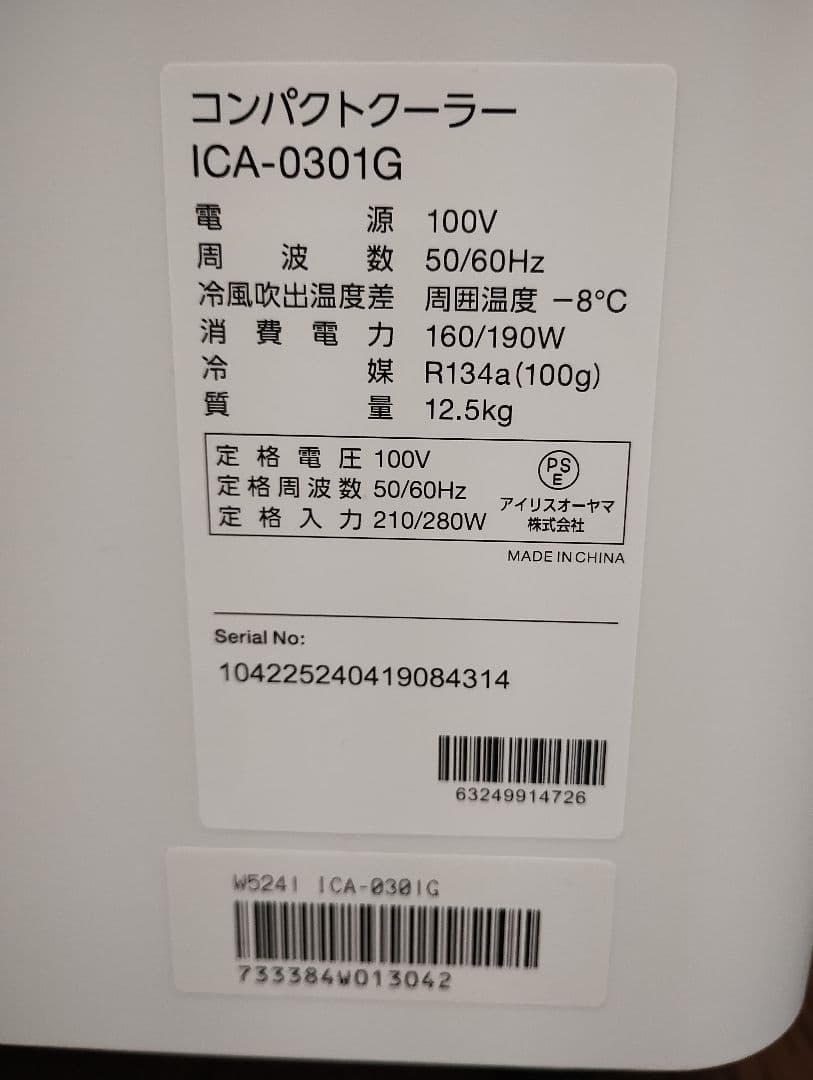 コンパクトクーラー
ICA-0301G
電源 100V
周波数 50/60Hz
冷風吹出温度差 周囲温度 −8℃
消費電力 160/190W
冷媒 R134a(100g)
質量 12.5kg
定格電圧 100V
定格周波数 50/60Hz
定格入力 210/280W
PS
E
アイリスオーヤマ
株式会社
MADE IN CHINA
Serial No:
104225240419084314
63249914726
W5241 ICA-0301G
733384W013042